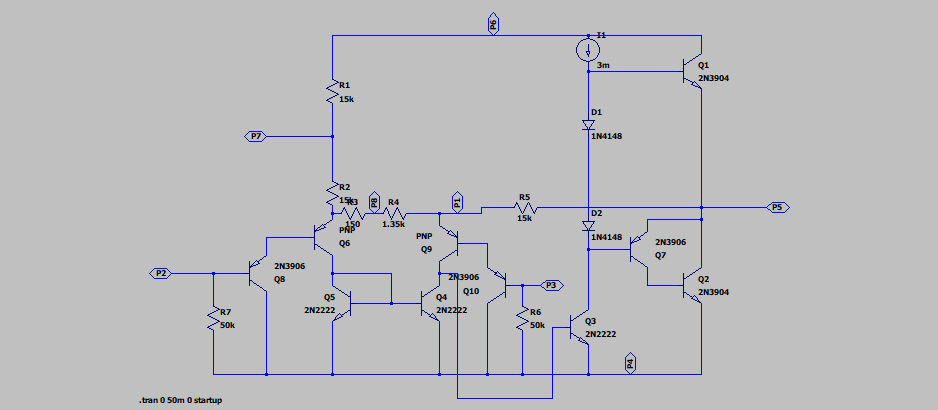 P6
I1
3m
Q1
2N3904
R1
15k
D1
1N4148
P7
R2
15k
R3
150
P8
R4
1.35k
P1
R5
15k
P5
PNP
Q6
PNP
Q9
D2
1N4148
2N3906
Q7
P2
2N3906
Q8
2N3906
Q10
P3
Q2
2N3904
Q5
2N2222
Q4
2N2222
R7
50k
R6
50k
Q3
2N2222
P4
.tran 0 50m 0 startup